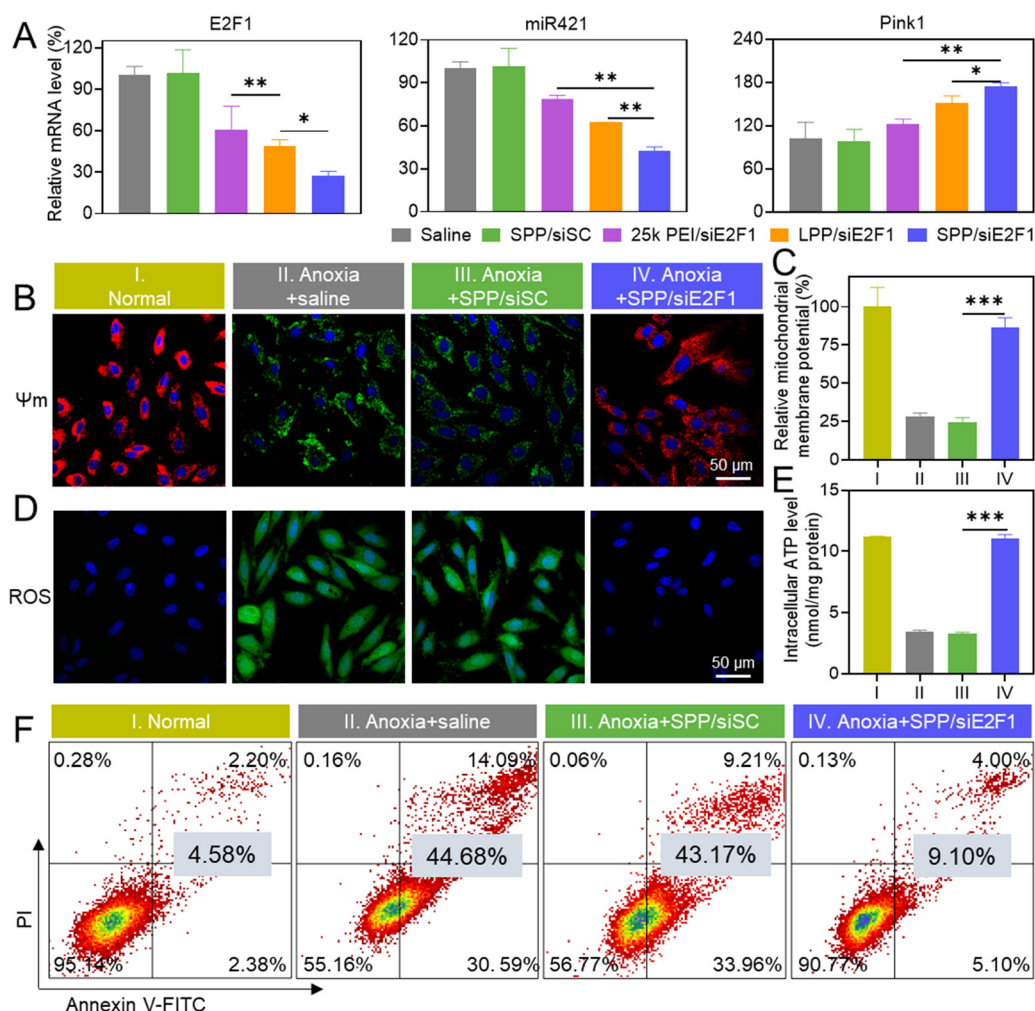 A
E2F1
miR421
Pink1
Relative mRNA level (%)
120
90
60
30
0
**
*
120
90
60
30
0
**
**
240
180
120
60
0
**
*
Saline SPP/siSC 25k PEI/siE2F1 LPP/siE2F1 SPP/siE2F1
B
I.
Normal
II. Anoxia
+saline
III. Anoxia
+SPP/siSC
IV. Anoxia
+SPP/siE2F1
Ψm
50 μm
C
Relative mitochondrial
membrane potential (%)
100
75
50
25
0
***
I II III IV
D
ROS
50 μm
E
Intracellular ATP level
(nmol/mg protein)
15
10
5
0
***
I II III IV
F
I. Normal
II. Anoxia+saline
III. Anoxia+SPP/siSC
IV. Anoxia+SPP/siE2F1
0.28% 2.20%
4.58%
95.14% 2.38%
0.16% 14.09%
44.68%
55.16% 30.59%
0.06% 9.21%
43.17%
56.77% 33.96%
0.13% 4.00%
9.10%
90.77% 5.10%
PI
Annexin V-FITC